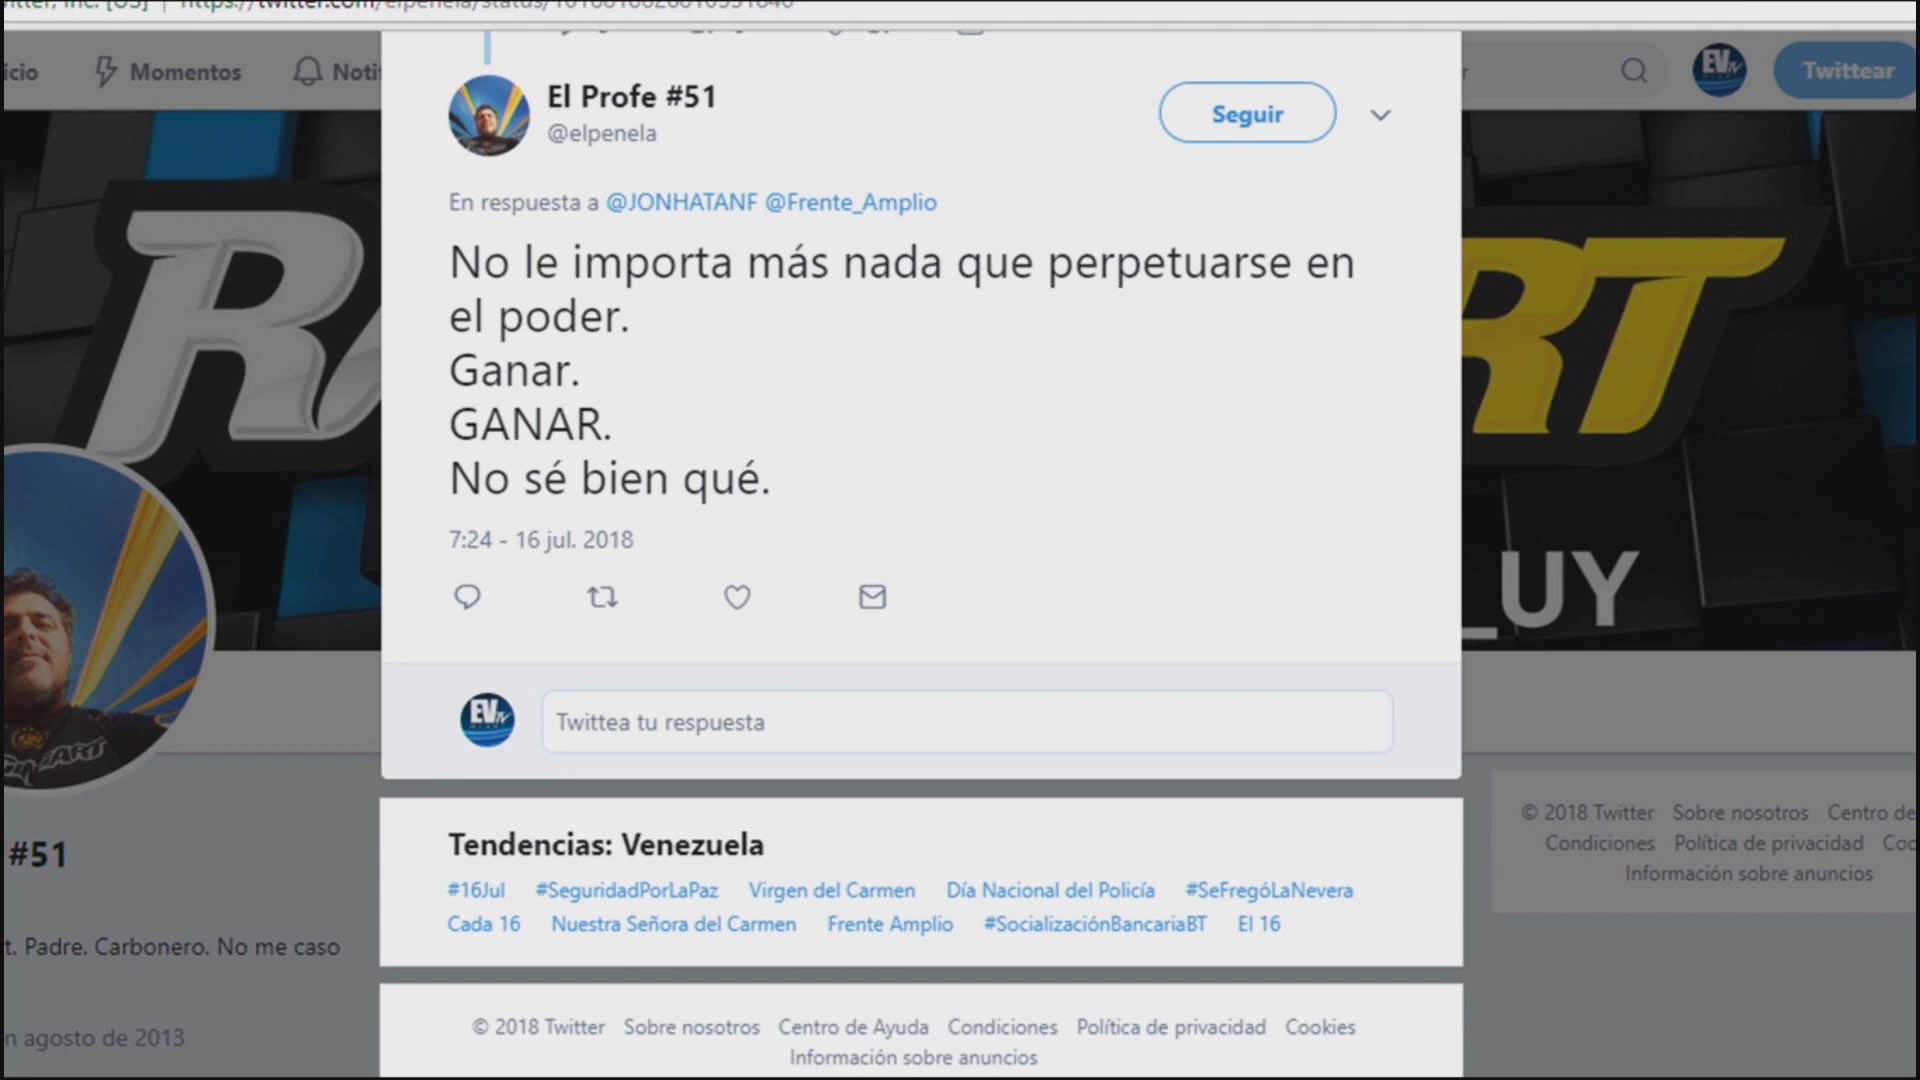 Momentos
El Profe #51
@elpenela
Seguir
Twittear
En respuesta a @JONHATANF @Frente_Amplio
No le importa más nada que perpetuarse en
el poder.
Ganar.
GANAR.
No sé bien qué.
7:24 - 16 jul. 2018
_UY
Twittea tu respuesta
#51
Padre. Carbonero. No me caso
agosto de 2013
Tendencias: Venezuela
#16Jul #SeguridadPorLaPaz Virgen del Carmen Día Nacional del Policía #SeFregóLaNevera
Cada 16 Nuestra Señora del Carmen Frente Amplio #SocializaciónBancariaBT El 16
© 2018 Twitter Sobre nosotros Centro de Ayuda Condiciones Política de privacidad Cookies
Información sobre anuncios
© 2018 Twitter Sobre nosotros Centro de
Condiciones Política de privacidad
Información sobre anuncios